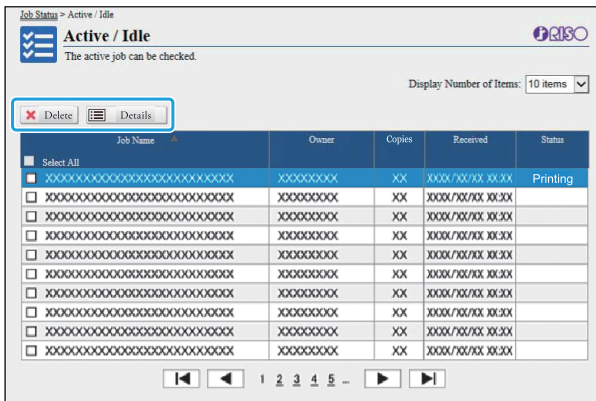 Job Status > Active / Idle
Active / Idle
RISO
The active job can be checked.
Display Number of Items: 10 items
Delete Details
Job Name Owner Copies Received Status
Select All
XXXXXXXXXXXXXXXXXXXXXXXXX XXXXXXXX XX XXXX/XX/XX XX:XX Printing
XXXXXXXXXXXXXXXXXXXXXXXXX XXXXXXXX XX XXXX/XX/XX XX:XX
XXXXXXXXXXXXXXXXXXXXXXXXX XXXXXXXX XX XXXX/XX/XX XX:XX
XXXXXXXXXXXXXXXXXXXXXXXXX XXXXXXXX XX XXXX/XX/XX XX:XX
XXXXXXXXXXXXXXXXXXXXXXXXX XXXXXXXX XX XXXX/XX/XX XX:XX
XXXXXXXXXXXXXXXXXXXXXXXXX XXXXXXXX XX XXXX/XX/XX XX:XX
XXXXXXXXXXXXXXXXXXXXXXXXX XXXXXXXX XX XXXX/XX/XX XX:XX
XXXXXXXXXXXXXXXXXXXXXXXXX XXXXXXXX XX XXXX/XX/XX XX:XX
XXXXXXXXXXXXXXXXXXXXXXXXX XXXXXXXX XX XXXX/XX/XX XX:XX
XXXXXXXXXXXXXXXXXXXXXXXXX XXXXXXXX XX XXXX/XX/XX XX:XX
1 2 3 4 5 ...